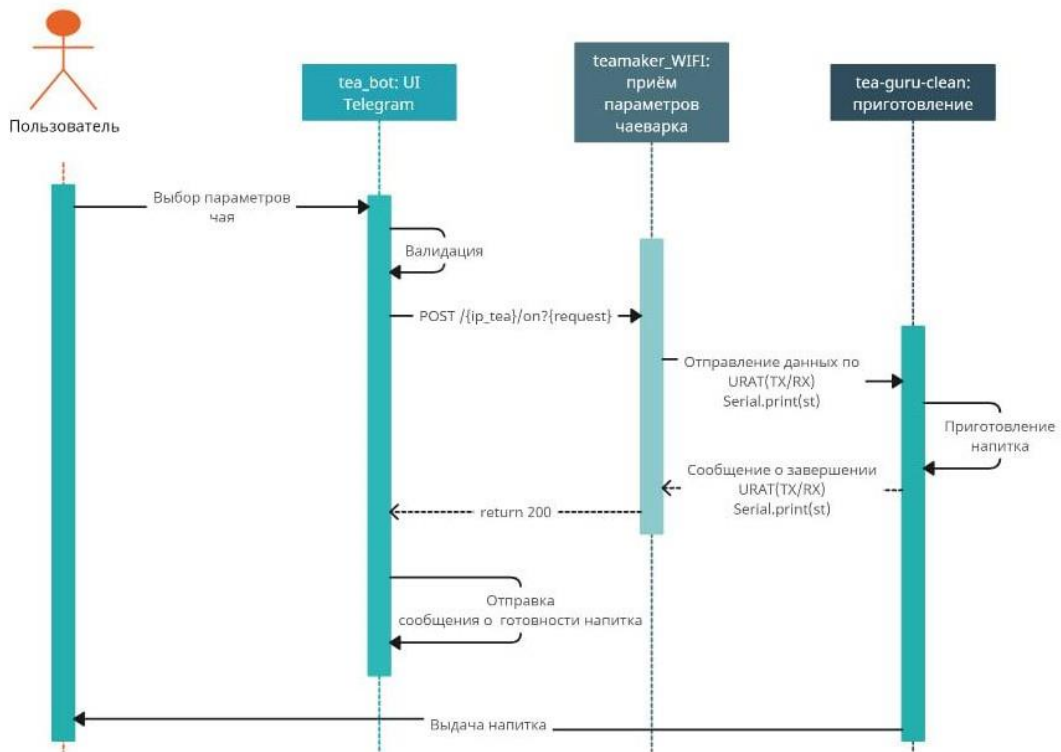 Пользователь
tea_bot: UI
Telegram
teamaker_WIFI:
приём
параметров
чаеварка
tea-guru-clean:
приготовление
Выбор параметров
чая
Валидация
POST /{ip_tea}/on?{request}
Отправление данных по
URAT(TX/RX)
Serial.print(st)
Приготовление
напитка
Сообщение о завершении
URAT(TX/RX)
Serial.print(st)
return 200
Отправка
сообщения о готовности напитка
Выдача напитка